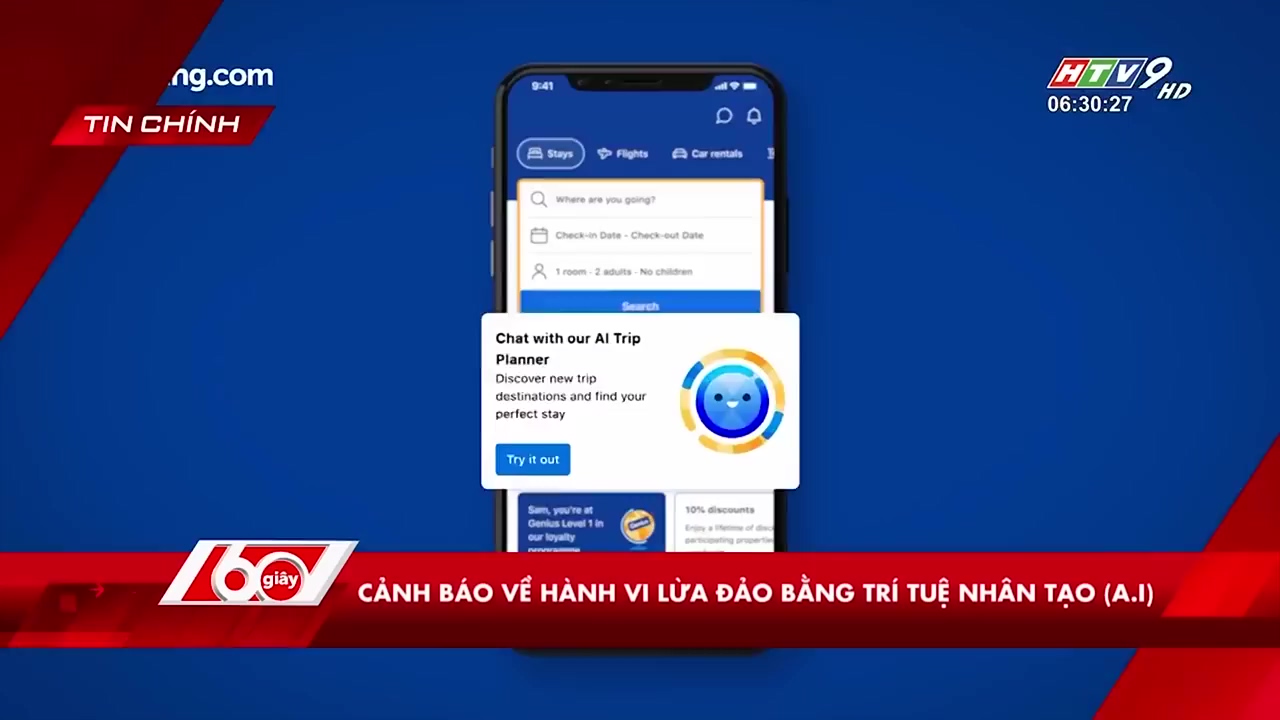 ng.com
TIN CHÍNH
HTV9 HD
06:30:27
9:41
Stays
Flights
Car rentals
Where are you going?
Check-in Date - Check-out Date
1 room - 2 adults - No children
Search
Chat with our AI Trip
Planner
Discover new trip
destinations and find your
perfect stay
Try it out
Sam, you're at
Genius Level 1 in
our loyalty
programme
Genius
10% discounts
Enjoy a lifetime of
participating
60 giây
CẢNH BÁO VỀ HÀNH VI LỪA ĐẢO BẰNG TRÍ TUỆ NHÂN TẠO (A.I)